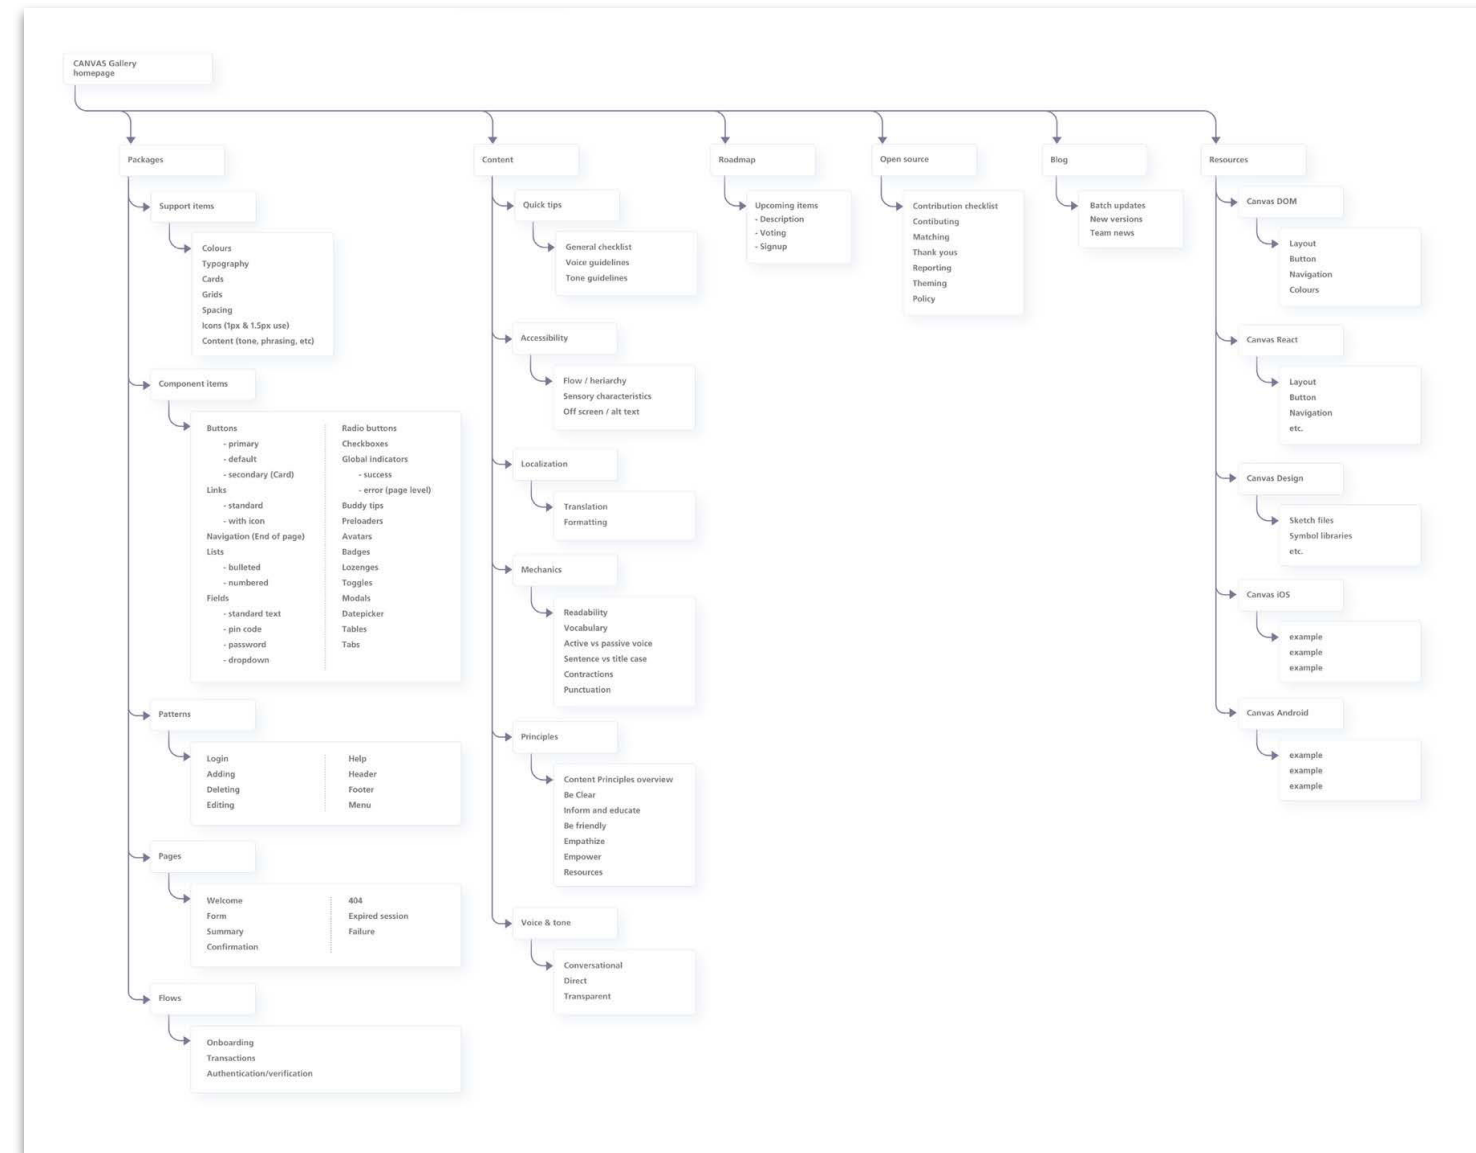 CANVAS Gallery
homepage
Packages
Support items
Colours
Typography
Cards
Grids
Spacing
Icons (1px & 1.5px use)
Content (tone, phrasing, etc)
Component items
Buttons
- primary
- default
- secondary (Card)
Links
- standard
- with icon
Navigation (End of page)
Lists
- bulleted
- numbered
Fields
- standard text
- pin code
- password
- dropdown
Radio buttons
Checkboxes
Global indicators
- success
- error (page level)
Buddy tips
Preloaders
Avatars
Badges
Lozenges
Toggles
Modals
Datepicker
Tables
Tabs
Patterns
Login
Adding
Deleting
Editing
Help
Header
Footer
Menu
Pages
Welcome
Form
Summary
Confirmation
404
Expired session
Failure
Flows
Onboarding
Transactions
Authentication/verification
Content
Quick tips
General checklist
Voice guidelines
Tone guidelines
Accessibility
Flow / heriarchy
Sensory characteristics
Off screen / alt text
Localization
Translation
Formatting
Mechanics
Readability
Vocabulary
Active vs passive voice
Sentence vs title case
Contractions
Punctuation
Principles
Content Principles overview
Be Clear
Inform and educate
Be friendly
Empathize
Empower
Resources
Voice & tone
Conversational
Direct
Transparent
Roadmap
Upcoming items
- Description
- Voting
- Signup
Open source
Contribution checklist
Contibuting
Matching
Thank yous
Reporting
Theming
Policy
Blog
Batch updates
New versions
Team news
Resources
Canvas DOM
Layout
Button
Navigation
Colours
Canvas React
Layout
Button
Navigation
etc.
Canvas Design
Sketch files
Symbol libraries
etc.
Canvas iOS
example
example
example
Canvas Android
example
example
example